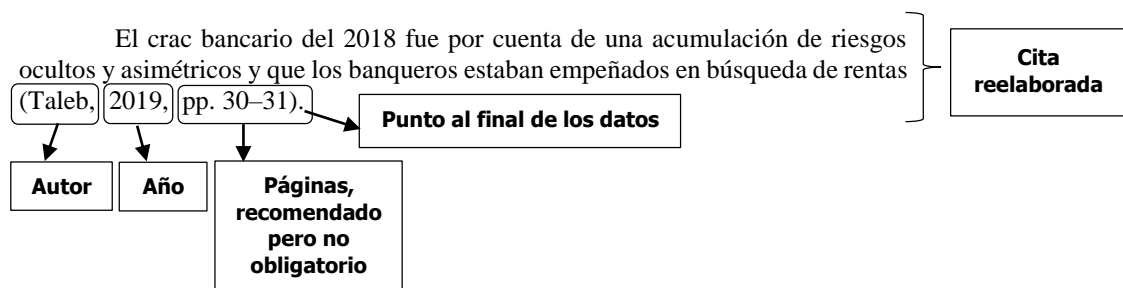 El crac bancario del 2018 fue por cuenta de una acumulación de riesgos
ocultos y asimétricos y que los banqueros estaban empeñados en búsqueda de rentas
(Taleb, 2019, pp. 30–31).
Cita
reelaborada
Punto al final de los datos
Autor
Año
Páginas,
recomendado
pero no
obligatorio